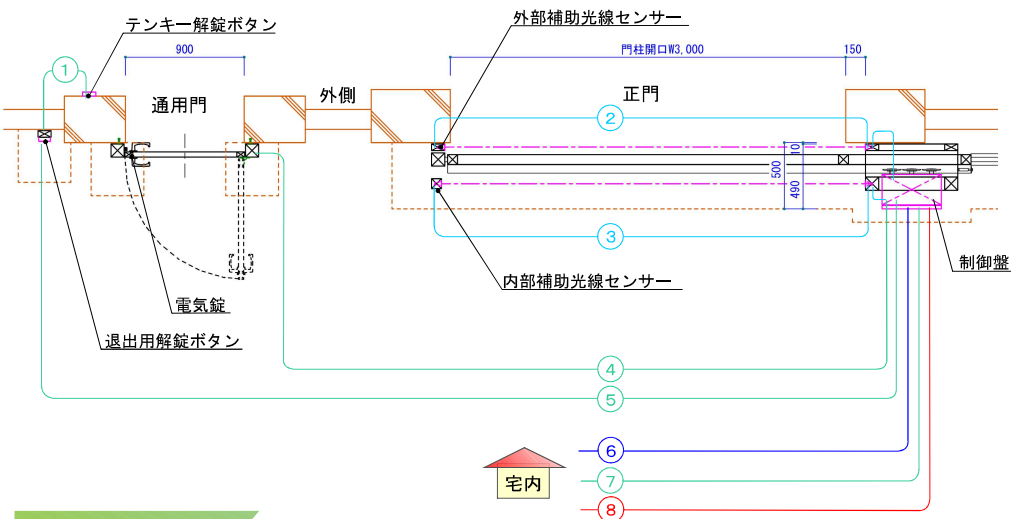 テンキー解錠ボタン
外部補助光線センサー
900
門柱開口W3,000
150
①
通用門
外側
正門
②
10
500
490
③
制御盤
内部補助光線センサー
電気錠
退出用解錠ボタン
④
⑤
⑥
宅内
⑦
⑧